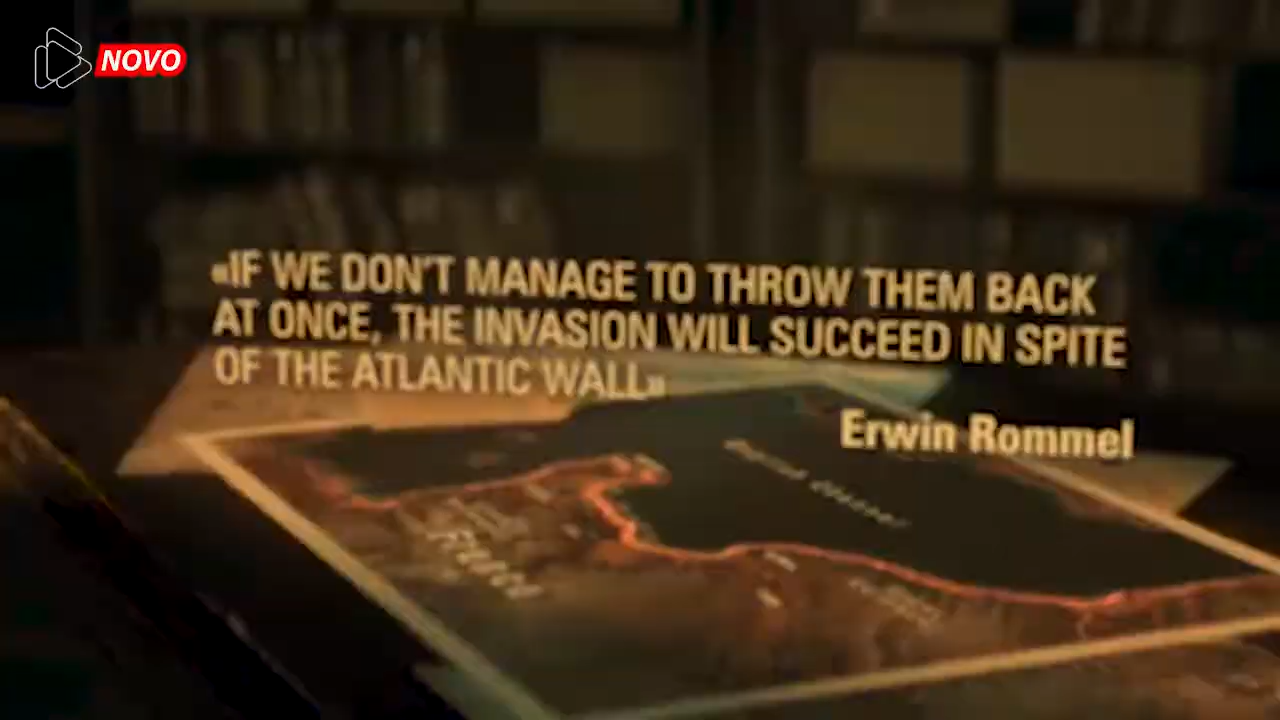 NOVO
«IF WE DON'T MANAGE TO THROW THEM BACK
AT ONCE, THE INVASION WILL SUCCEED IN SPITE
OF THE ATLANTIC WALL»
Erwin Rommel
France